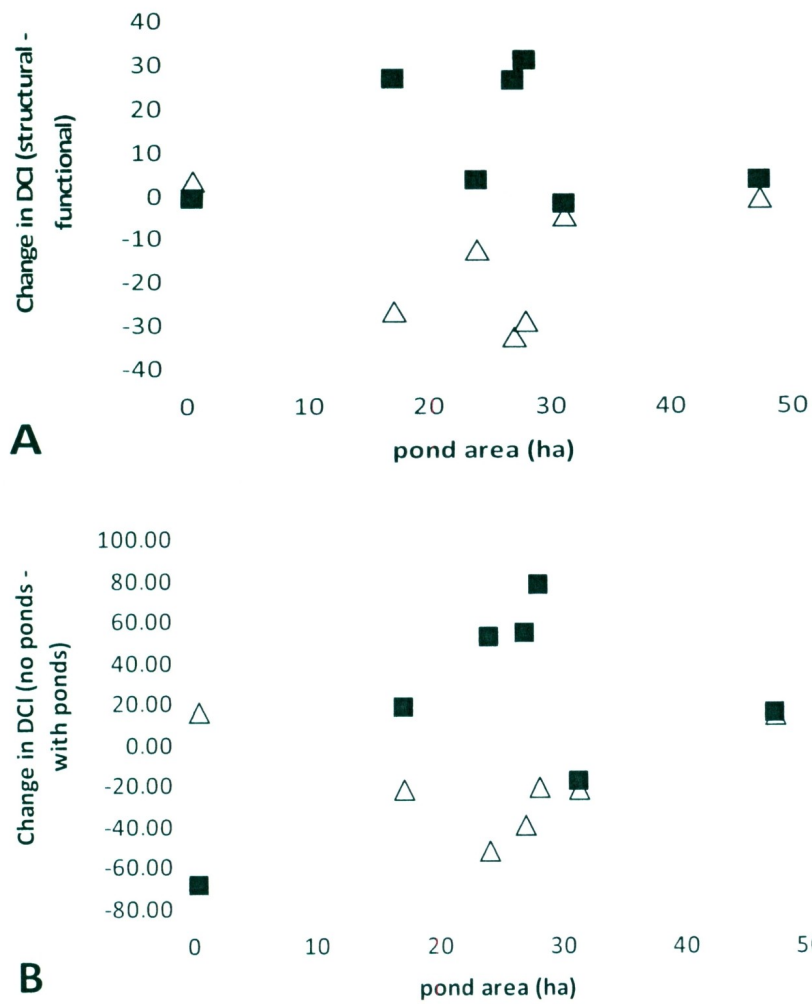 Change in DCI (structural -
functional)
40
30
20
10
0
-10
-20
-30
-40
0 10 20 30 40 50
pond area (ha)
A
Change in DCI (no ponds -
with ponds)
100.00
80.00
60.00
40.00
20.00
0.00
-20.00
-40.00
-60.00
-80.00
0 10 20 30 40
pond area (ha)
B